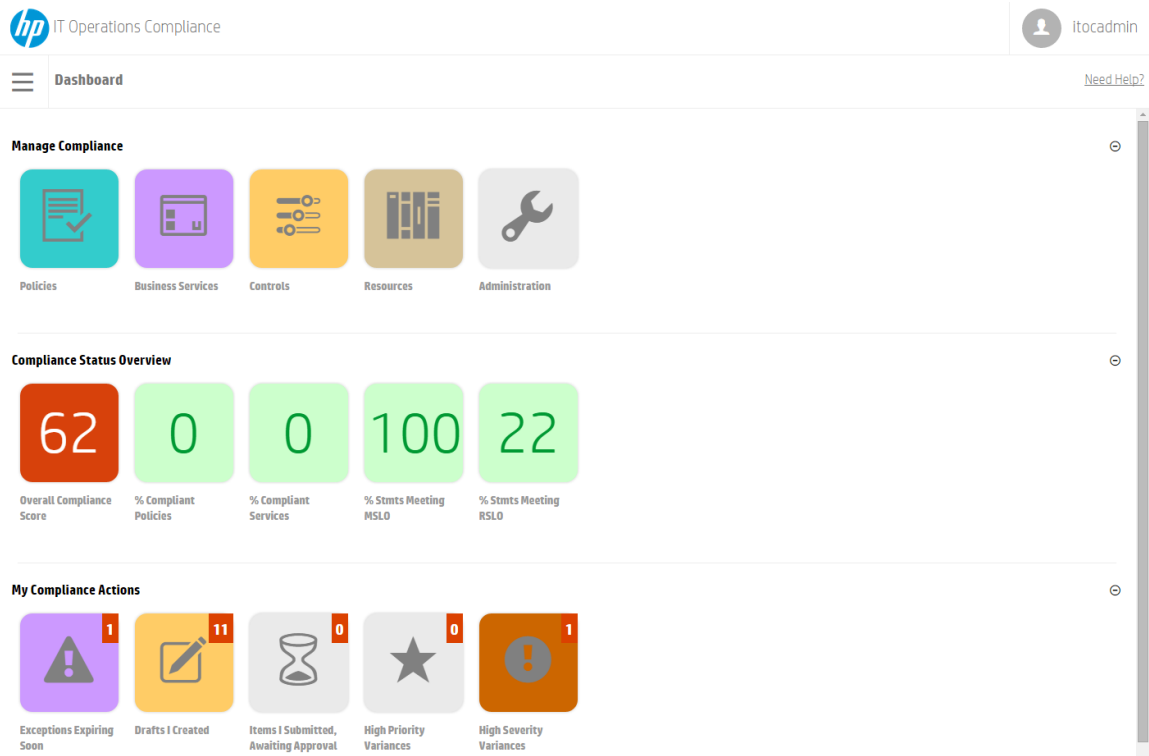 hp IT Operations Compliance
itocadmin
Dashboard
Need Help?
Manage Compliance
Policies
Business Services
Controls
Resources
Administration
Compliance Status Overview
62
0
0
100
22
Overall Compliance
Score
% Compliant
Policies
% Compliant
Services
% Stmts Meeting
MSLO
% Stmts Meeting
RSLO
My Compliance Actions
1
11
0
0
1
Exceptions Expiring
Soon
Drafts I Created
Items I Submitted,
Awaiting Approval
High Priority
Variances
High Severity
Variances